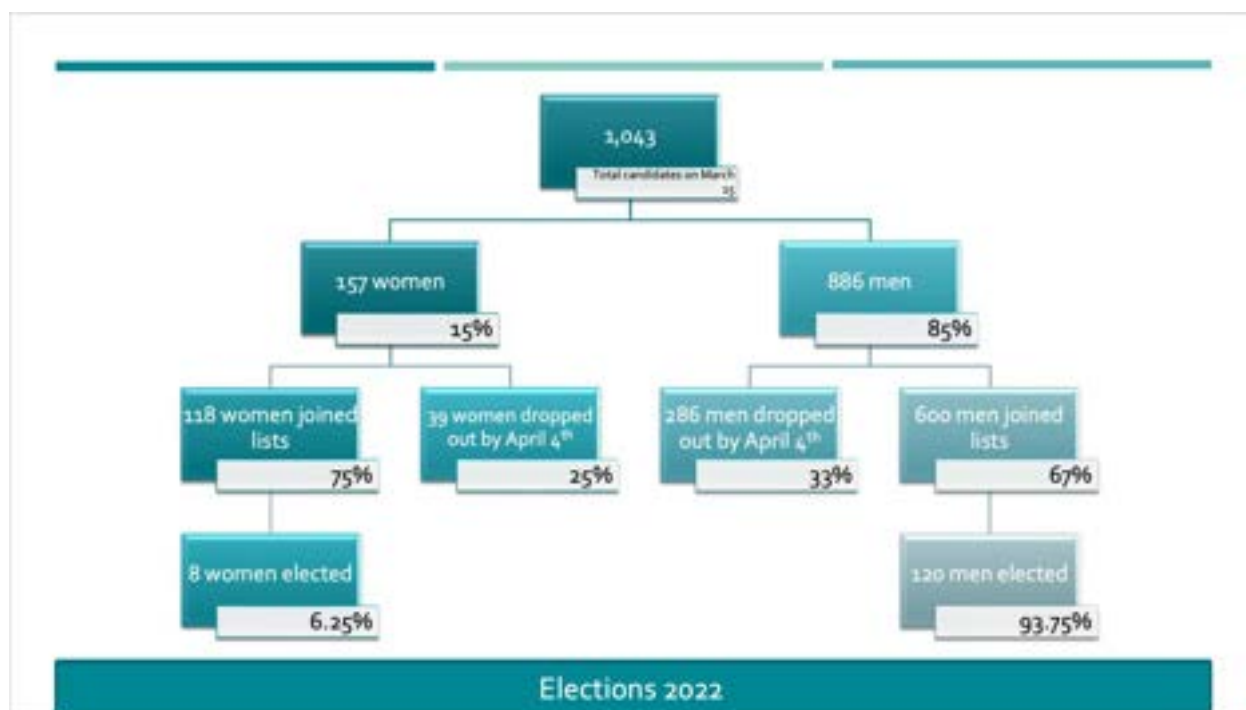 1,043
Total candidates on March
15
157 women
15%
886 men
85%
118 women joined
lists
75%
39 women dropped
out by April 4th
25%
286 men dropped
out by April 4th
33%
600 men joined
lists
67%
8 women elected
6.25%
120 men elected
93.75%
Elections 2022